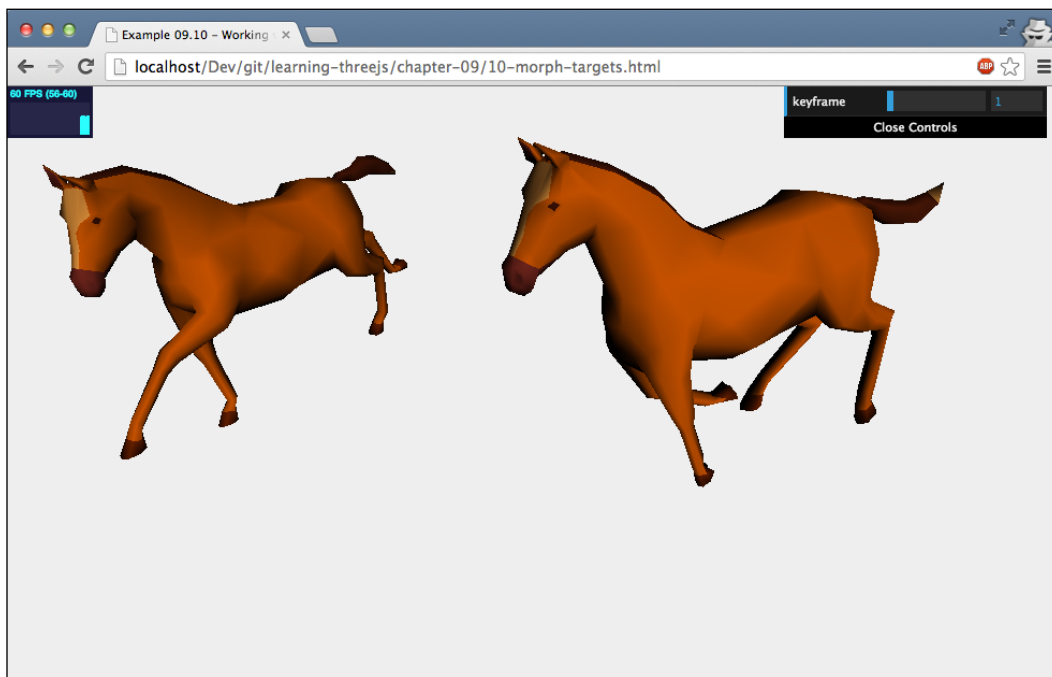 Example 09.10 – Working
localhost/Dev/git/learning-threejs/chapter-09/10-morph-targets.html
ABP
60 FPS (56-60)
keyframe 1
Close Controls